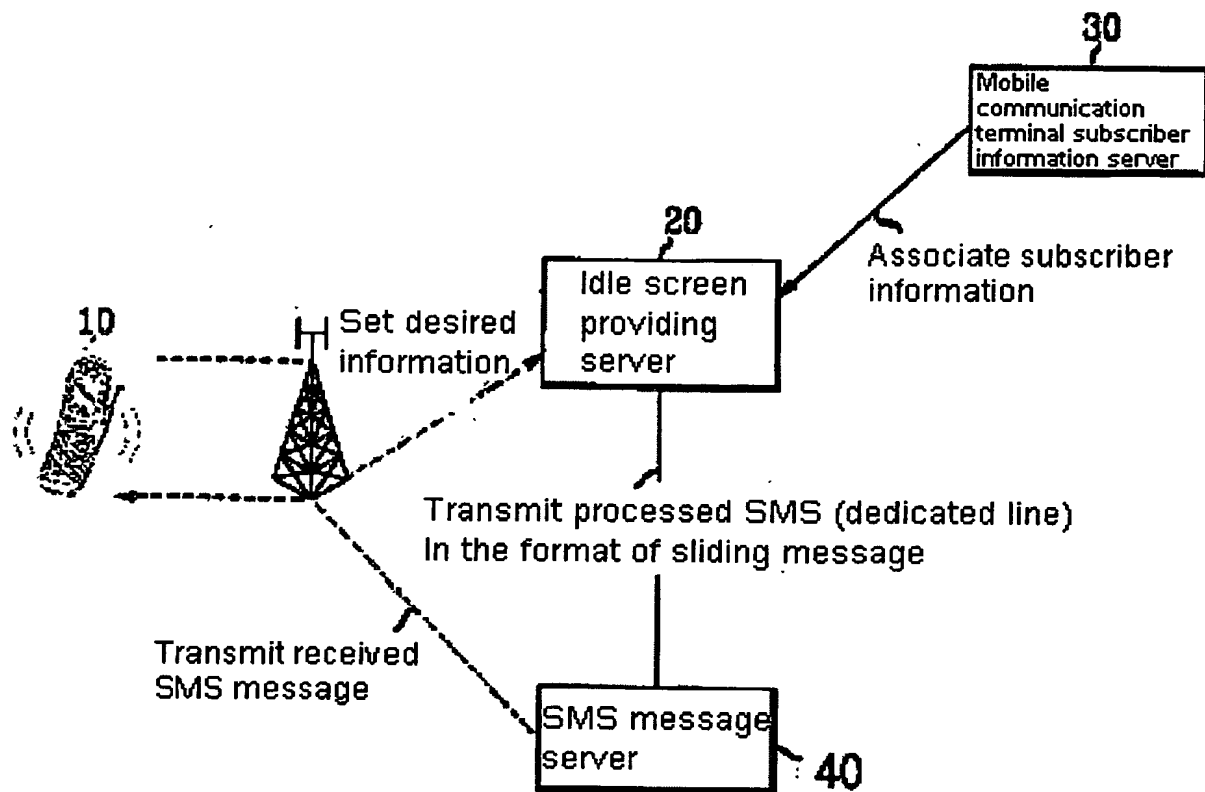 30
Mobile
communication
terminal subscriber
information server
20
Associate subscriber
information
Idle screen
providing
server
10
Set desired
information
Transmit processed SMS (dedicated line)
In the format of sliding message
Transmit received
SMS message
SMS message
server
40